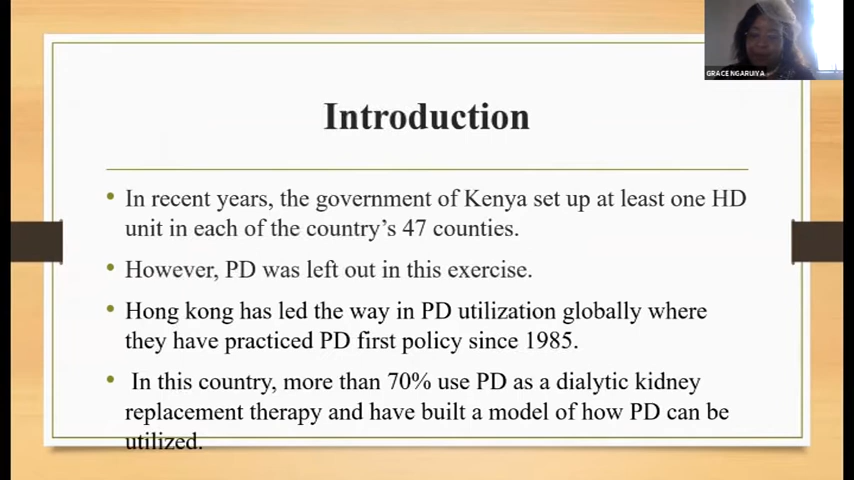 GRACE NGARUIYA
Introduction
• In recent years, the government of Kenya set up at least one HD
unit in each of the country's 47 counties.
• However, PD was left out in this exercise.
• Hong kong has led the way in PD utilization globally where
they have practiced PD first policy since 1985.
• In this country, more than 70% use PD as a dialytic kidney
replacement therapy and have built a model of how PD can be
utilized.